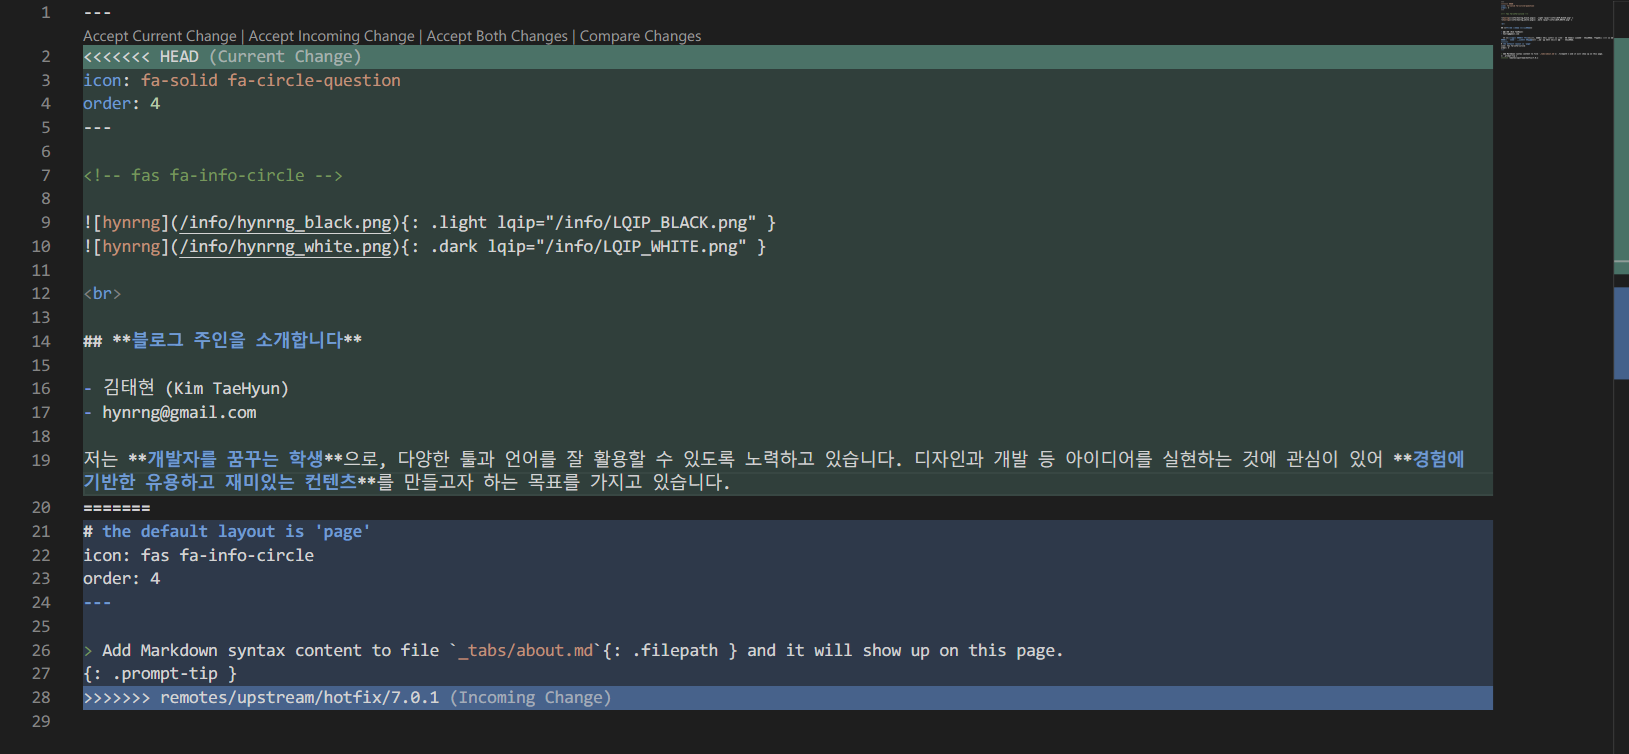 1 ---
Accept Current Change | Accept Incoming Change | Accept Both Changes | Compare Changes
2 <<<<<<< HEAD (Current Change)
3 icon: fa-solid fa-circle-question
4 order: 4
5 ---
6
7 <!-- fas fa-info-circle -->
8
9 ![hynrng](/info/hynrng_black.png){: .light lqip="/info/LQIP_BLACK.png" }
10 ![hynrng](/info/hynrng_white.png){: .dark lqip="/info/LQIP_WHITE.png" }
11
12 <br>
13
14 ## **블로그 주인을 소개합니다**
15
16 - 김태현 (Kim TaeHyun)
17 - hynrng@gmail.com
18
19 저는 **개발자를 꿈꾸는 학생**으로, 다양한 툴과 언어를 잘 활용할 수 있도록 노력하고 있습니다. 디자인과 개발 등 아이디어를 실현하는 것에 관심이 있어 **경험에
기반한 유용하고 재미있는 컨텐츠**를 만들고자 하는 목표를 가지고 있습니다.
20 =======
21 # the default layout is 'page'
22 icon: fas fa-info-circle
23 order: 4
24 ---
25
26 > Add Markdown syntax content to file `_tabs/about.md`{: .filepath } and it will show up on this page.
27 {: .prompt-tip }
28 >>>>>>> remotes/upstream/hotfix/7.0.1 (Incoming Change)
29